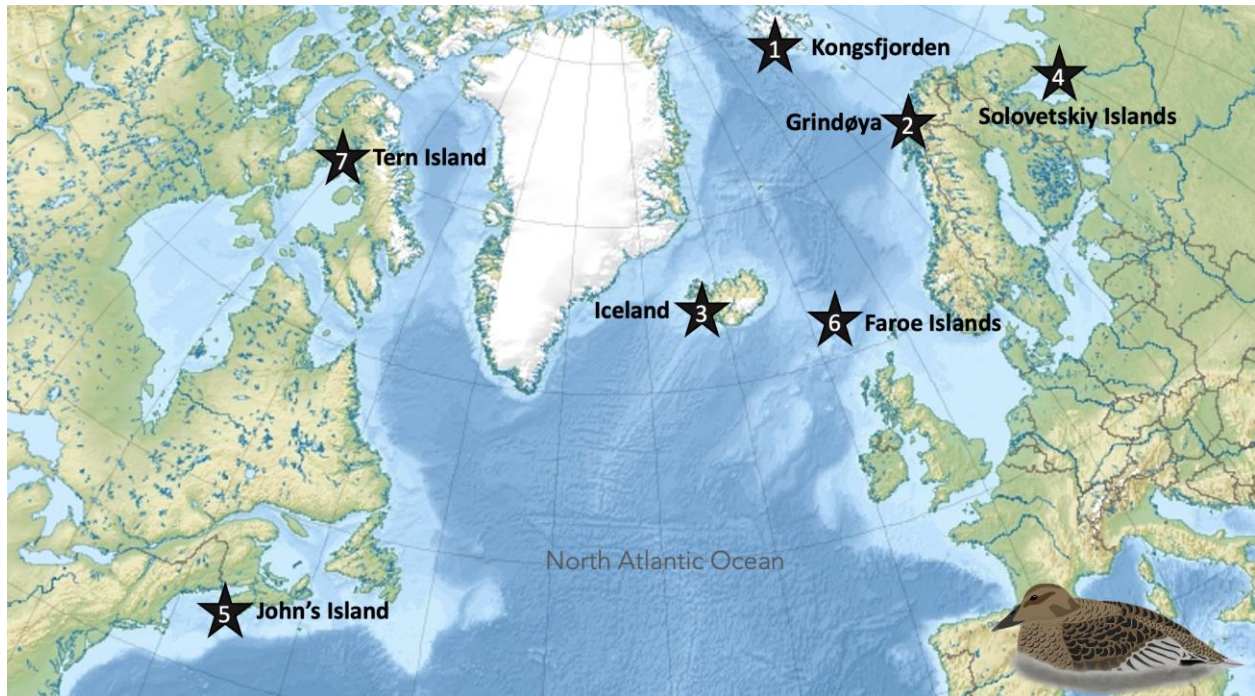 1 Kongsfjorden
4
Solovetskiy Islands
Grindøya 2
7 Tern Island
Iceland 3
6 Faroe Islands
North Atlantic Ocean
5 John's Island